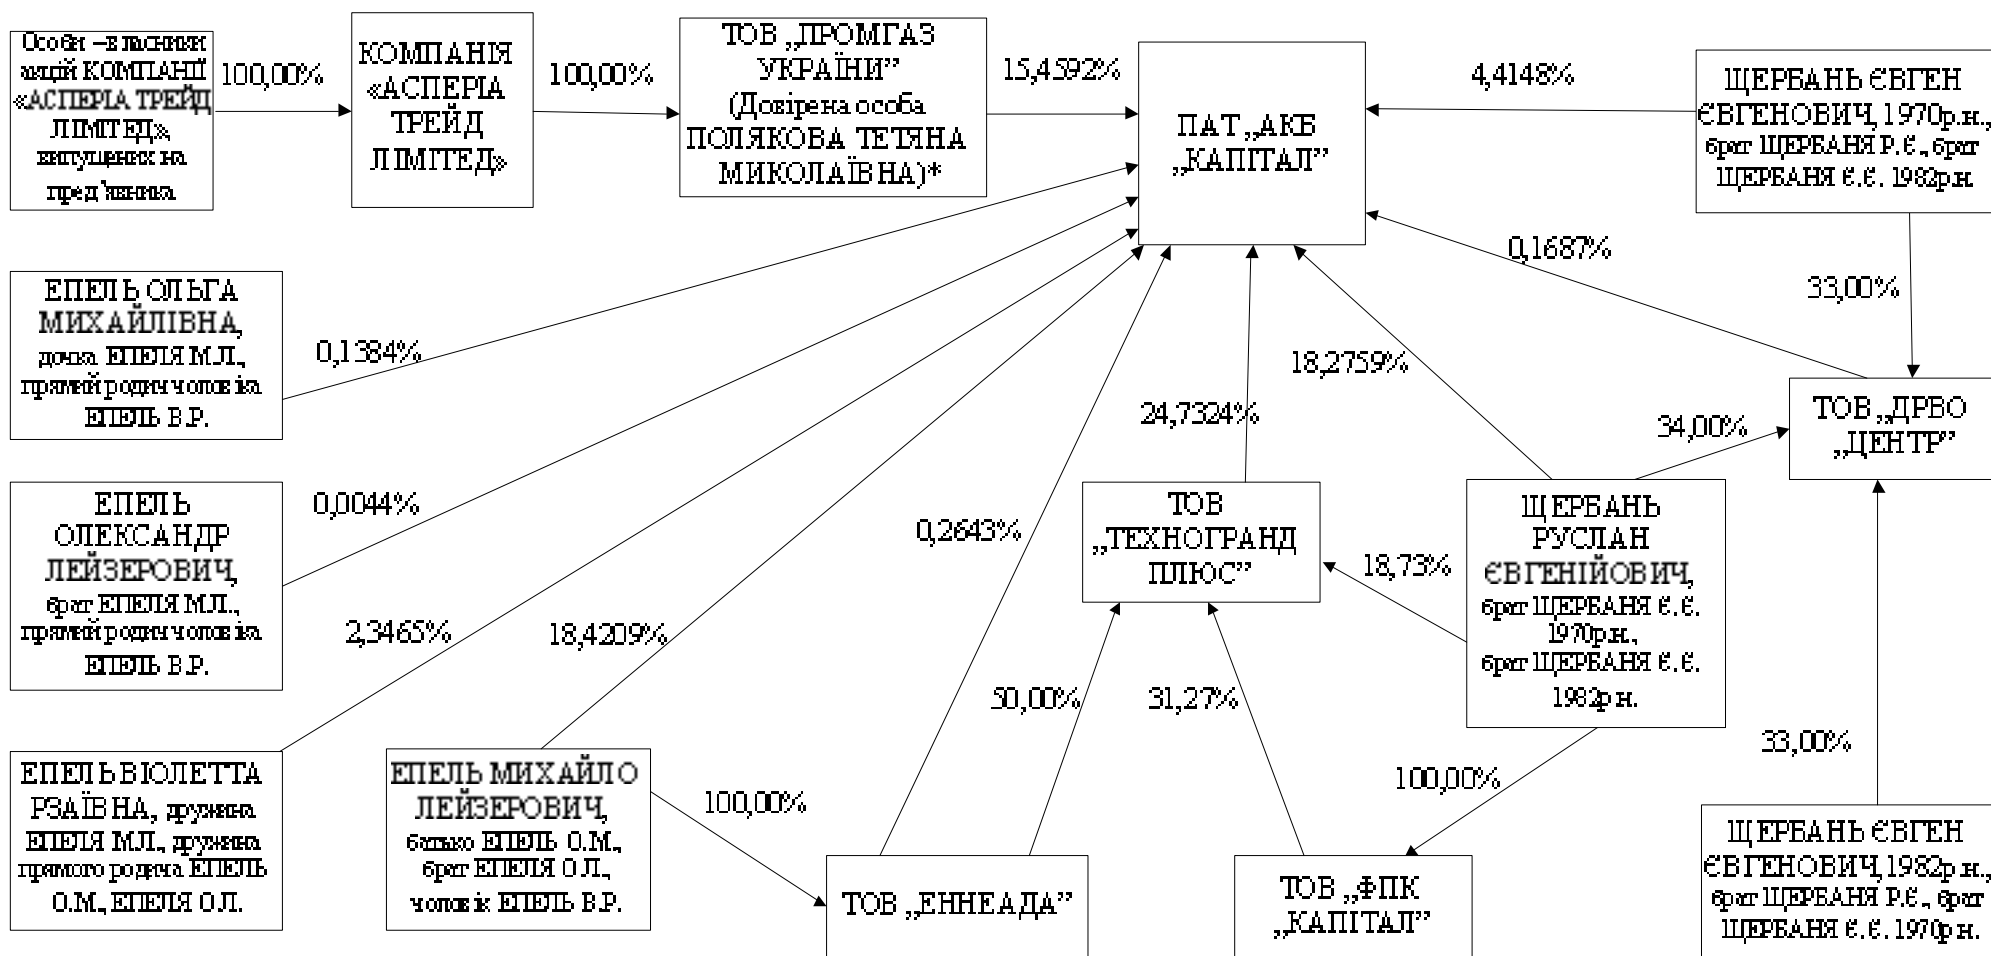 Особи – власники
акцій КОМПАНІЇ
«АСПЕРІА ТРЕЙД
ЛІМІТЕД»,
випущених на
пред’явника
100,00%
КОМПАНІЯ
«АСПЕРІА
ТРЕЙД
ЛІМІТЕД»
100,00%
ТОВ „ПРОМГАЗ
УКРАЇНИ”
(Довірена особа
ПОЛЯКОВА ТЕТЯНА
МИКОЛАЇВНА)*
15,4592%
ПАТ „АКБ
„КАПІТАЛ”
4,4148%
ЩЕРБАНЬ ЄВГЕН
ЄВГЕНОВИЧ, 1970р.н.,
брат ЩЕРБАНЯ Р.Є., брат
ЩЕРБАНЯ Є.Є. 1982р.н.
0,1687%
33,00%
ЕПЕЛЬ ОЛЬГА
МИХАЙЛІВНА,
дочка ЕПЕЛЯ М.Л.,
прямий родич чоловіка
ЕПЕЛЬ В.Р.
0,1384%
18,2759%
24,7324%
34,00%
ТОВ „ДРВО
„ЦЕНТР”
ЕПЕЛЬ
ОЛЕКСАНДР
ЛЕЙЗЕРОВИЧ,
брат ЕПЕЛЯ М.Л.,
прямий родич чоловіка
ЕПЕЛЬ В.Р.
0,0044%
0,2643%
ТОВ
„ТЕХНОГРАНД
ПЛЮС”
18,73%
ЩЕРБАНЬ
РУСЛАН
ЄВГЕНІЙОВИЧ,
брат ЩЕРБАНЯ Є.Є.
1970р.н.,
брат ЩЕРБАНЯ Є.Є.
1982р.н.
2,3465%
18,4209%
50,00%
31,27%
33,00%
ЕПЕЛЬ ВІОЛЕТТА
РЗАЇВНА, дружина
ЕПЕЛЯ М.Л., дружина
прямого родича ЕПЕЛЬ
О.М., ЕПЕЛЯ О.Л.
ЕПЕЛЬ МИХАЙЛО
ЛЕЙЗЕРОВИЧ,
батько ЕПЕЛЬ О.М.,
брат ЕПЕЛЯ О.Л.,
чоловік ЕПЕЛЬ В.Р.
100,00%
100,00%
ТОВ „ЕННЕАДА”
ТОВ „ФПК
„КАПІТАЛ”
ЩЕРБАНЬ ЄВГЕН
ЄВГЕНОВИЧ, 1982р.н.,
брат ЩЕРБАНЯ Р.Є., брат
ЩЕРБАНЯ Є.Є. 1970р.н.